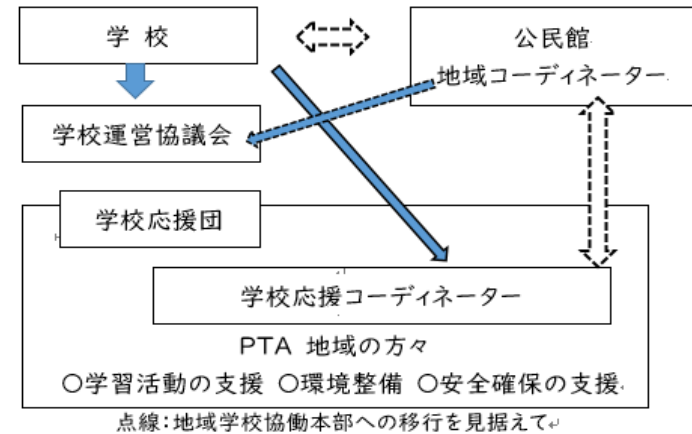 学 校
公民館
地域コーディネーター
学校運営協議会
学校応援団
学校応援コーディネーター
PTA 地域の方々
○学習活動の支援 ○環境整備 ○安全確保の支援
点線：地域学校協働本部への移行を見据えて